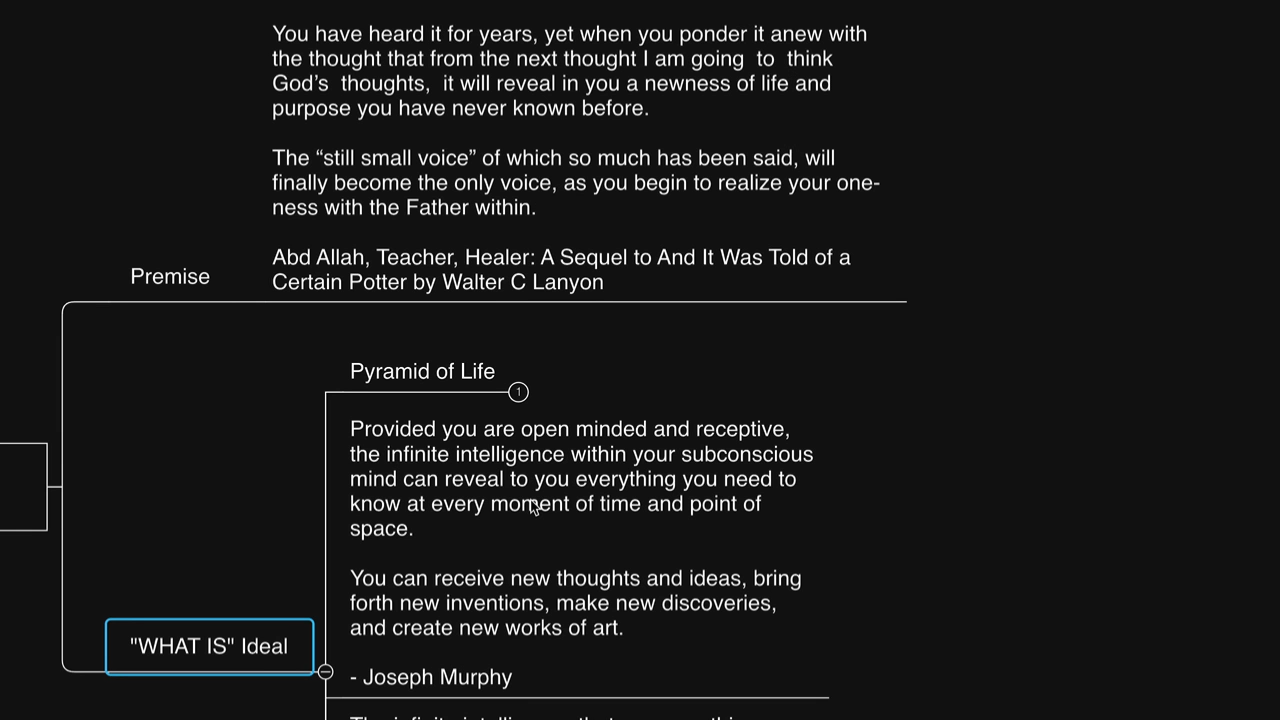 You have heard it for years, yet when you ponder it anew with
the thought that from the next thought I am going to think
God’s thoughts, it will reveal in you a newness of life and
purpose you have never known before.
The “still small voice” of which so much has been said, will
finally become the only voice, as you begin to realize your one-
ness with the Father within.
Abd Allah, Teacher, Healer: A Sequel to And It Was Told of a
Certain Potter by Walter C Lanyon
Premise
Pyramid of Life
1
Provided you are open minded and receptive,
the infinite intelligence within your subconscious
mind can reveal to you everything you need to
know at every moment of time and point of
space.
You can receive new thoughts and ideas, bring
forth new inventions, make new discoveries,
and create new works of art.
"WHAT IS" Ideal
- Joseph Murphy